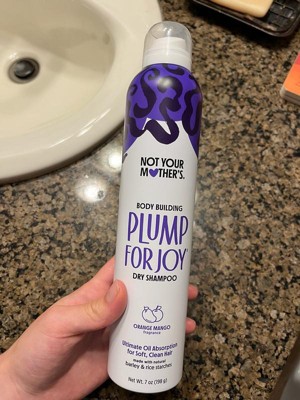 NOT YOUR
MOTHER'S.
BODY BUILDING
PLUMP
FOR JOY
DRY SHAMPOO
ORANGE MANGO
fragrance
Ultimate Oil Absorption
for Soft, Clean Hair
made with natural
barley & rice starches
Net Wt. 7 oz (198 g)